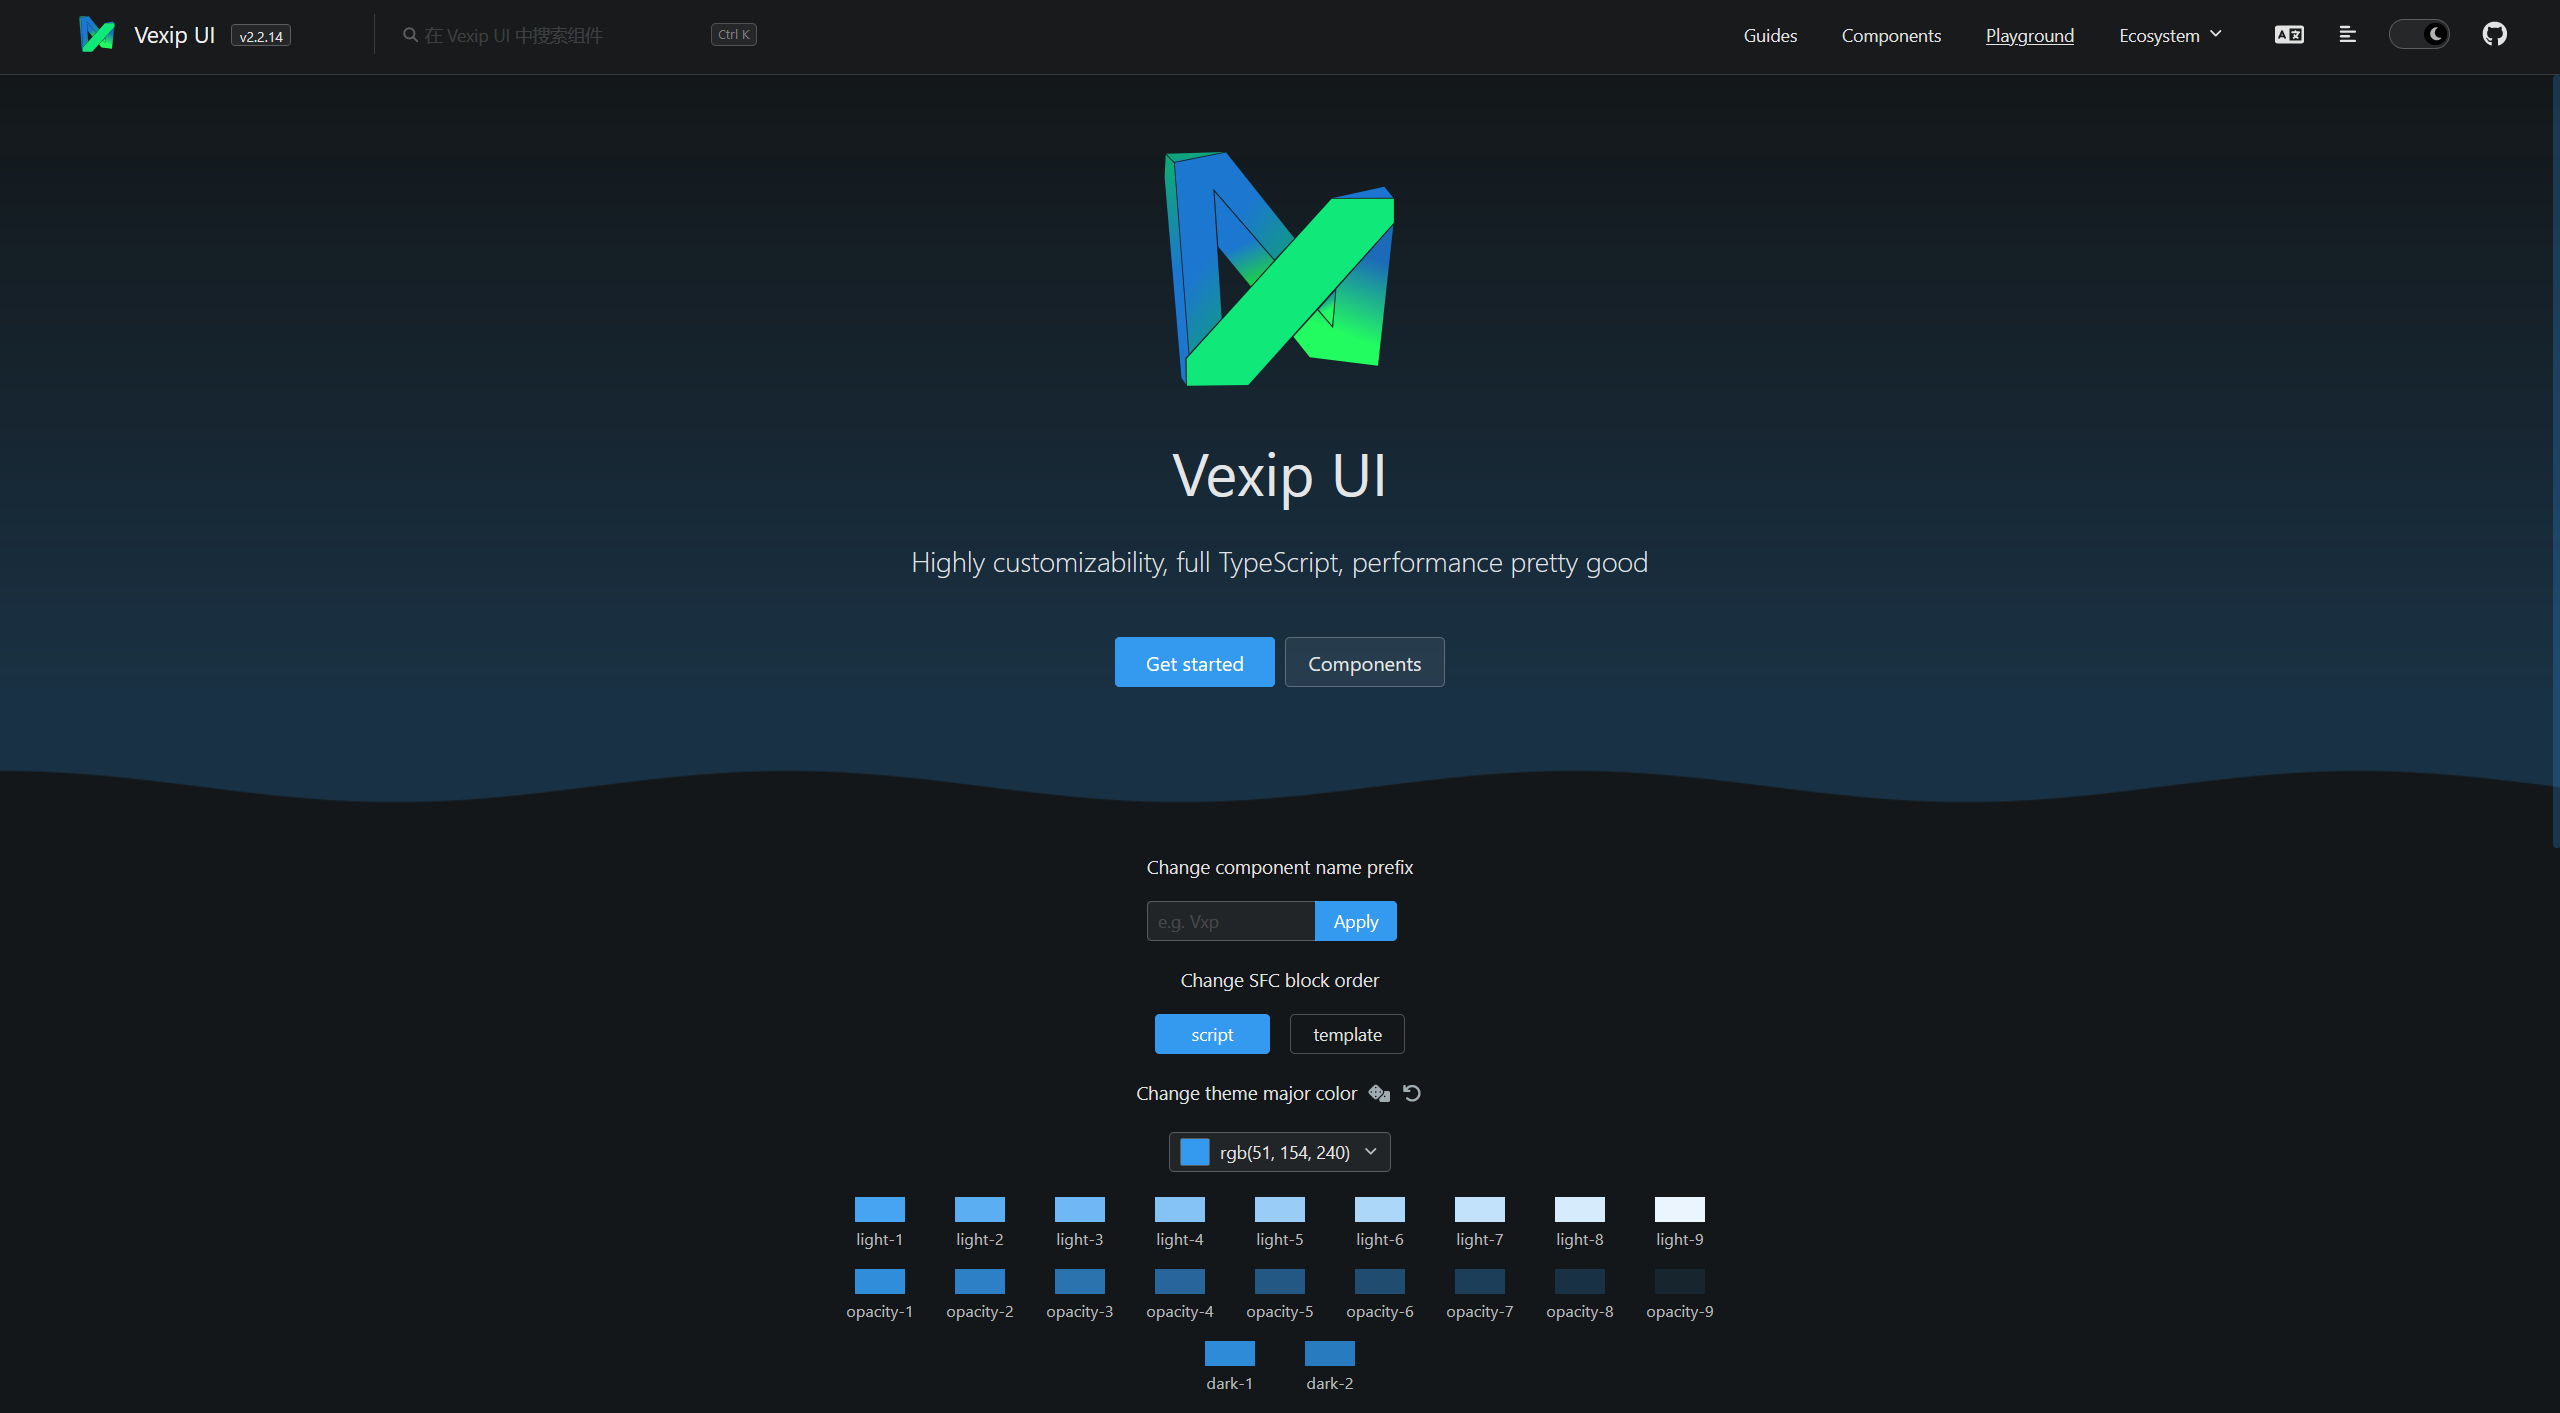 Vexip UI v2.2.14 在 Vexip UI 中搜索组件 Ctrl K Guides Components Playground Ecosystem
Vexip UI
Highly customizability, full TypeScript, performance pretty good
Get started Components
Change component name prefix
e.g. Vxp Apply
Change SFC block order
script template
Change theme major color
rgb(51, 154, 240)
light-1 light-2 light-3 light-4 light-5 light-6 light-7 light-8 light-9
opacity-1 opacity-2 opacity-3 opacity-4 opacity-5 opacity-6 opacity-7 opacity-8 opacity-9
dark-1 dark-2